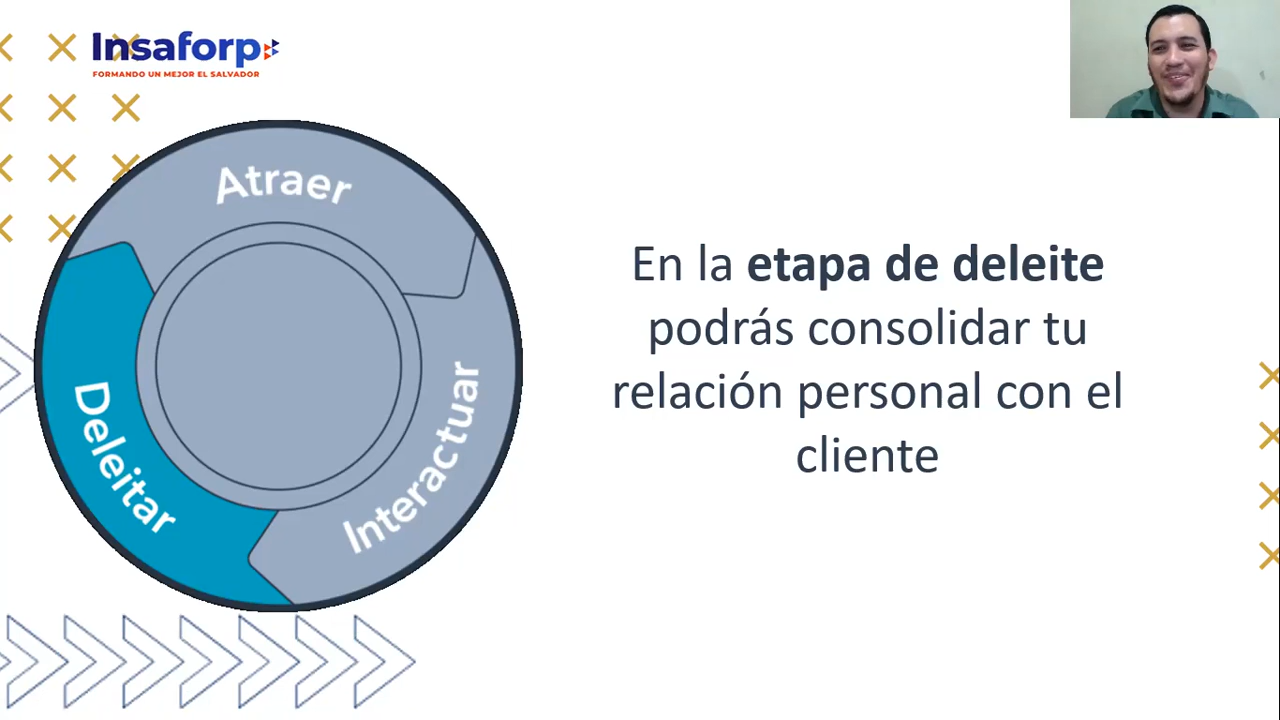 Insaforp
FORMANDO UN MEJOR EL SALVADOR
Atraer
Interactuar
Deleitar
En la etapa de deleite
podrás consolidar tu
relación personal con el
cliente